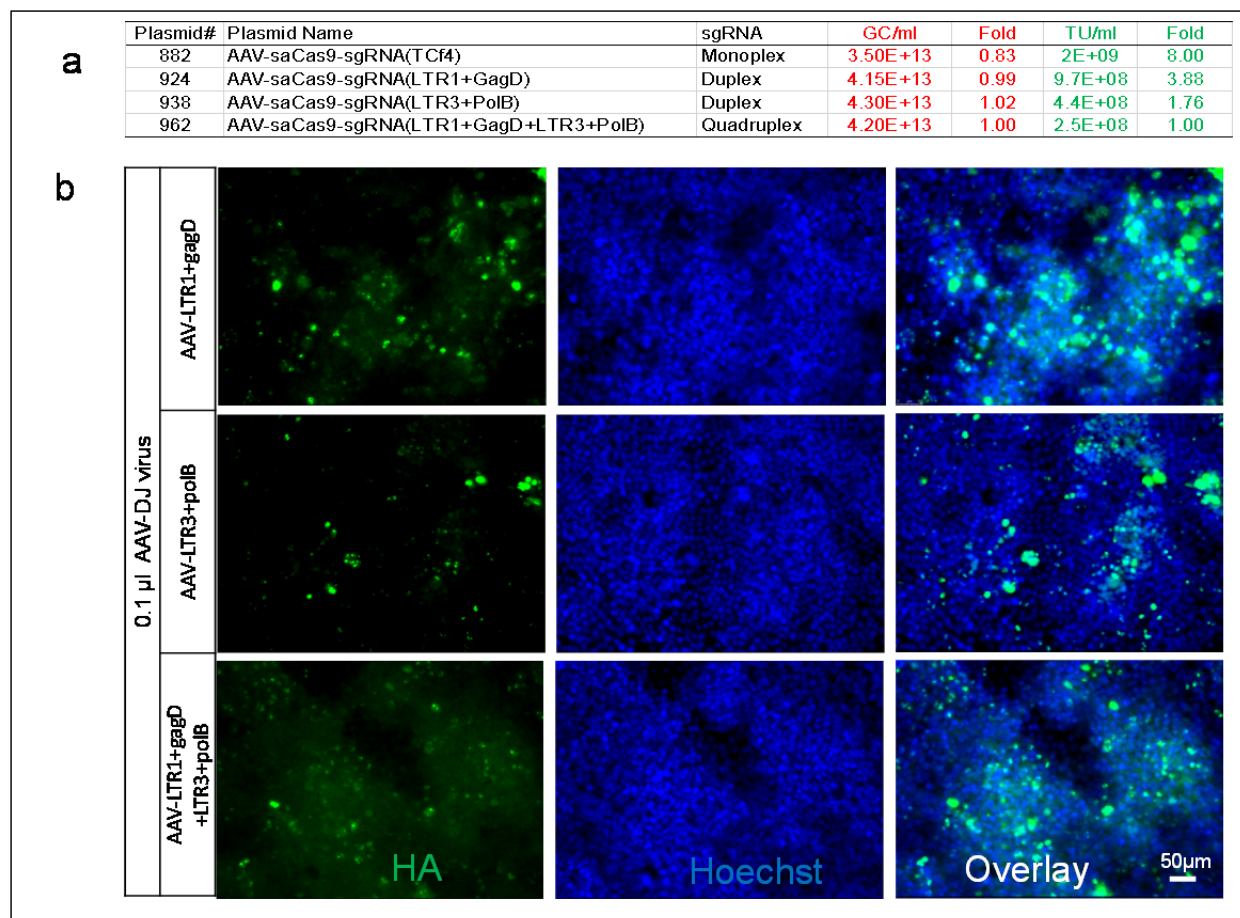 a
Plasmid# Plasmid Name sgRNA GC/ml Fold TU/ml Fold
882 AAV-saCas9-sgRNA(TCf4) Monoplex 3.50E+13 0.83 2E+09 8.00
924 AAV-saCas9-sgRNA(LTR1+GagD) Duplex 4.15E+13 0.99 9.7E+08 3.88
938 AAV-saCas9-sgRNA(LTR3+PolB) Duplex 4.30E+13 1.02 4.4E+08 1.76
962 AAV-saCas9-sgRNA(LTR1+GagD+LTR3+PolB) Quadruplex 4.20E+13 1.00 2.5E+08 1.00
b
0.1 µl AAV-DJ virus
AAV-LTR1+gagD
AAV-LTR3+polB
AAV-LTR1+gagD
+LTR3+polB
HA
Hoechst
Overlay
50µm